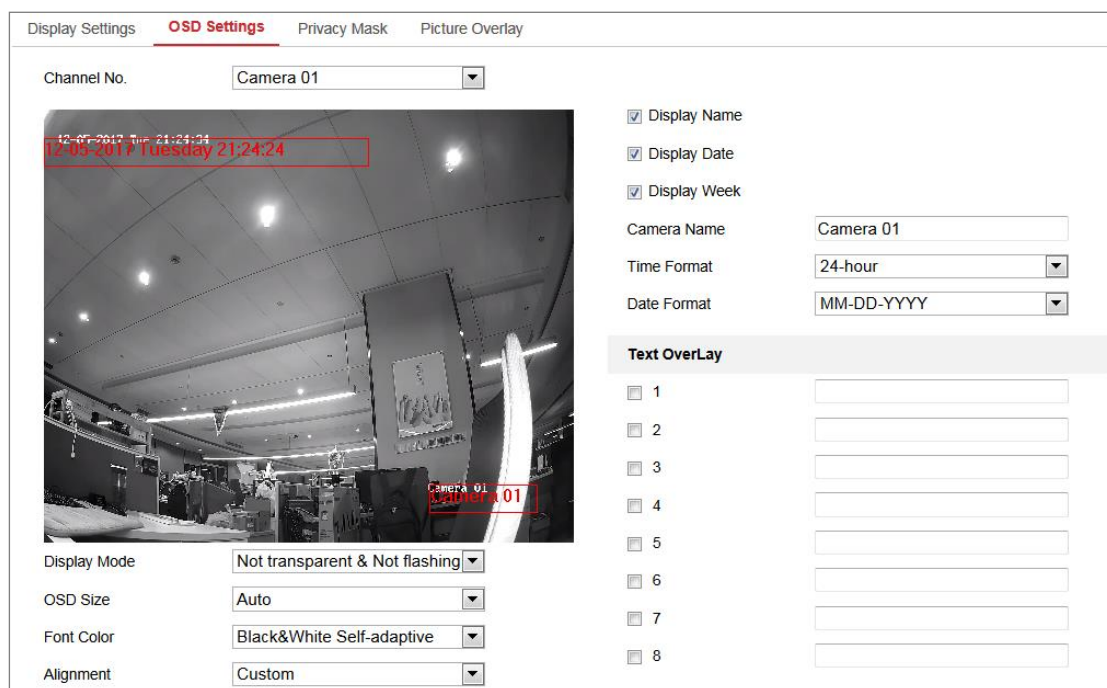 Display Settings OSD Settings Privacy Mask Picture Overlay
Channel No. Camera 01
12-05-2017 Tue 21:24:34
12-05-2017 Tuesday 21:24:24
Camera 01
Camera 01
Display Mode Not transparent & Not flashing
OSD Size Auto
Font Color Black&White Self-adaptive
Alignment Custom
Display Name
Display Date
Display Week
Camera Name Camera 01
Time Format 24-hour
Date Format MM-DD-YYYY
Text OverLay
1
2
3
4
5
6
7
8